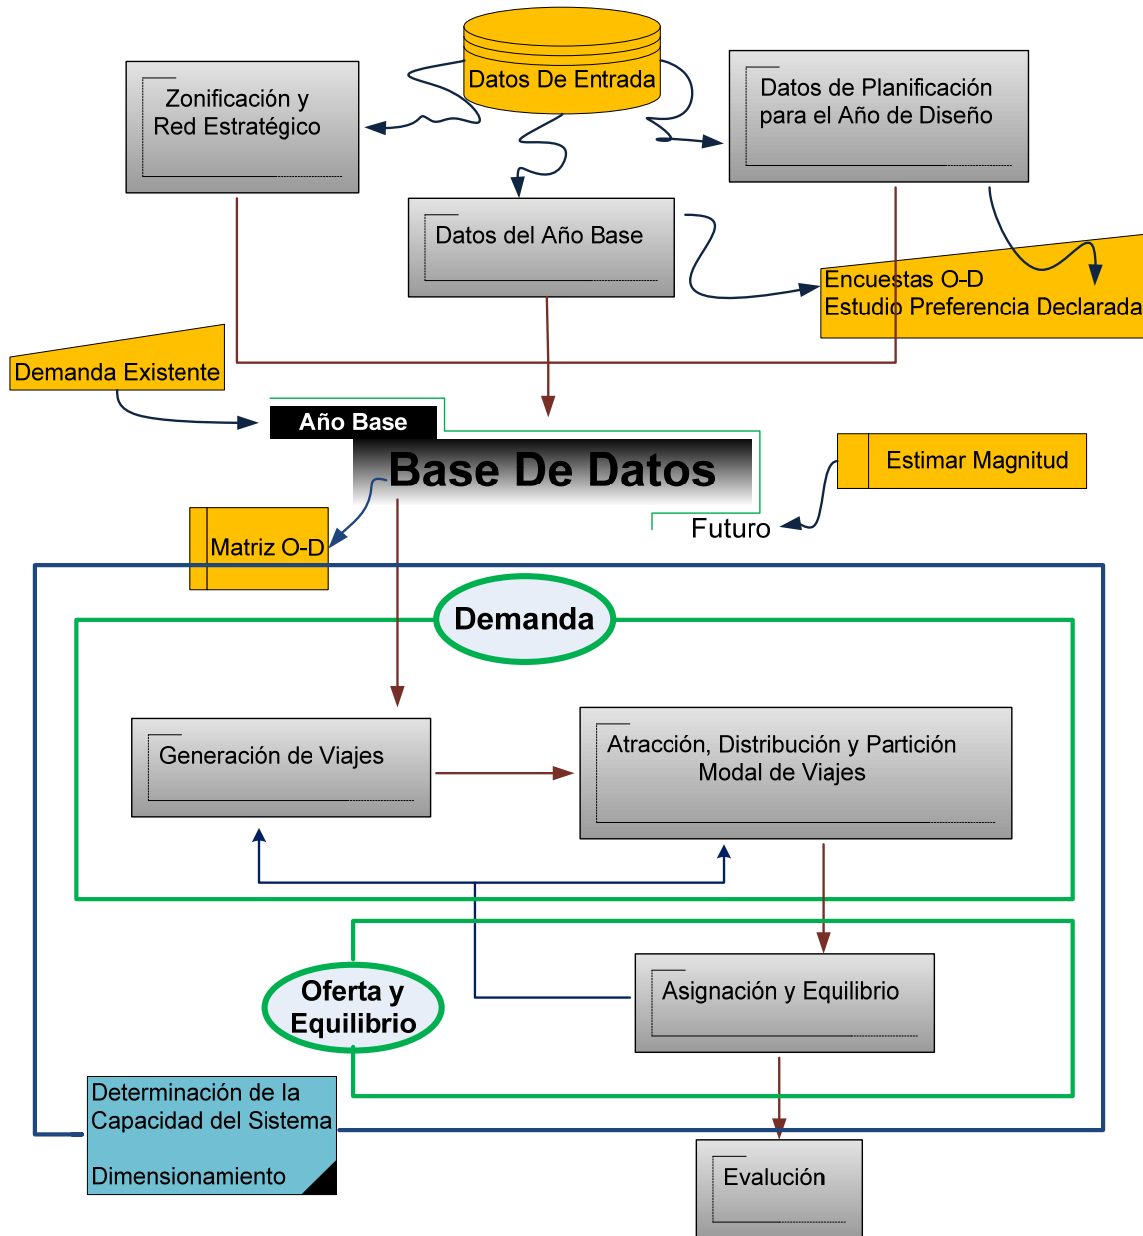 Datos De Entrada
Zonificación y
Red Estratégico
Datos de Planificación
para el Año de Diseño
Datos del Año Base
Encuestas O-D
Estudio Preferencia Declarada
Demanda Existente
Año Base
Base De Datos
Estimar Magnitud
Futuro
Matriz O-D
Demanda
Generación de Viajes
Atracción, Distribución y Partición
Modal de Viajes
Oferta y
Equilibrio
Asignación y Equilibrio
Determinación de la
Capacidad del Sistema
Dimensionamiento
Evalución